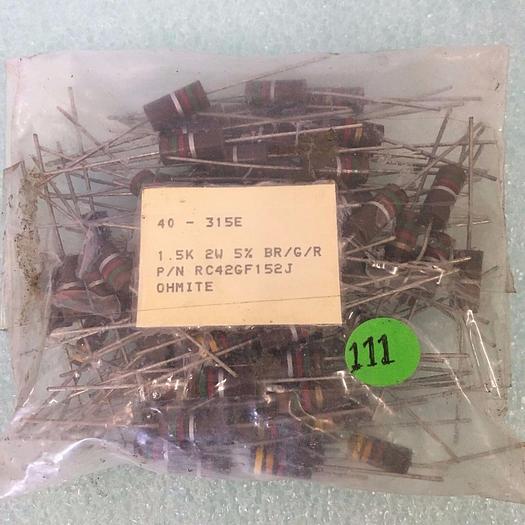 40 - 315E
1.5K 2W 5% BR/G/R
P/N RC42GF152J
OHMITE
111